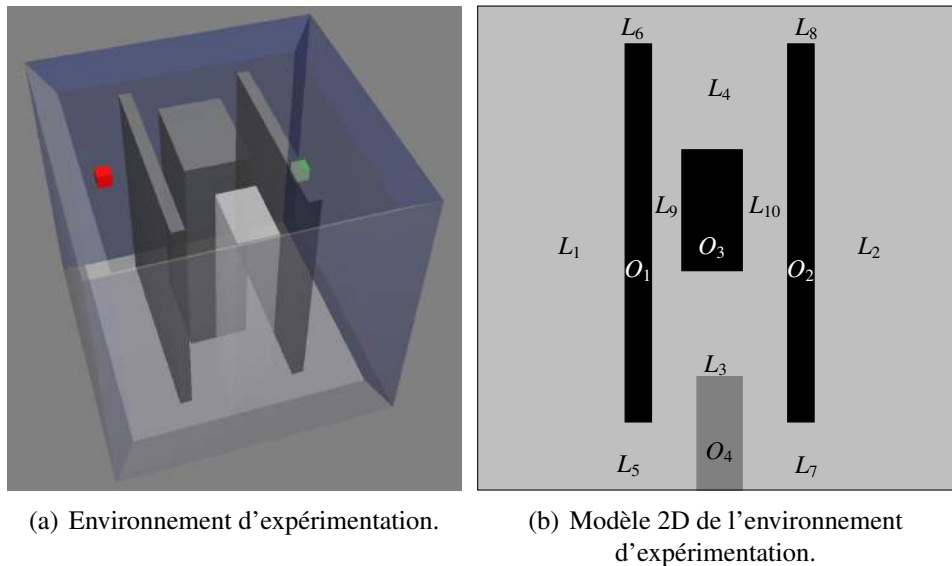 L₆ L₈
L₄
L₉ L₁₀
L₁ O₁ O₃ O₂ L₂
L₃
L₅ O₄ L₇
(a) Environnement d'expérimentation.
(b) Modèle 2D de l'environnement
d'expérimentation.